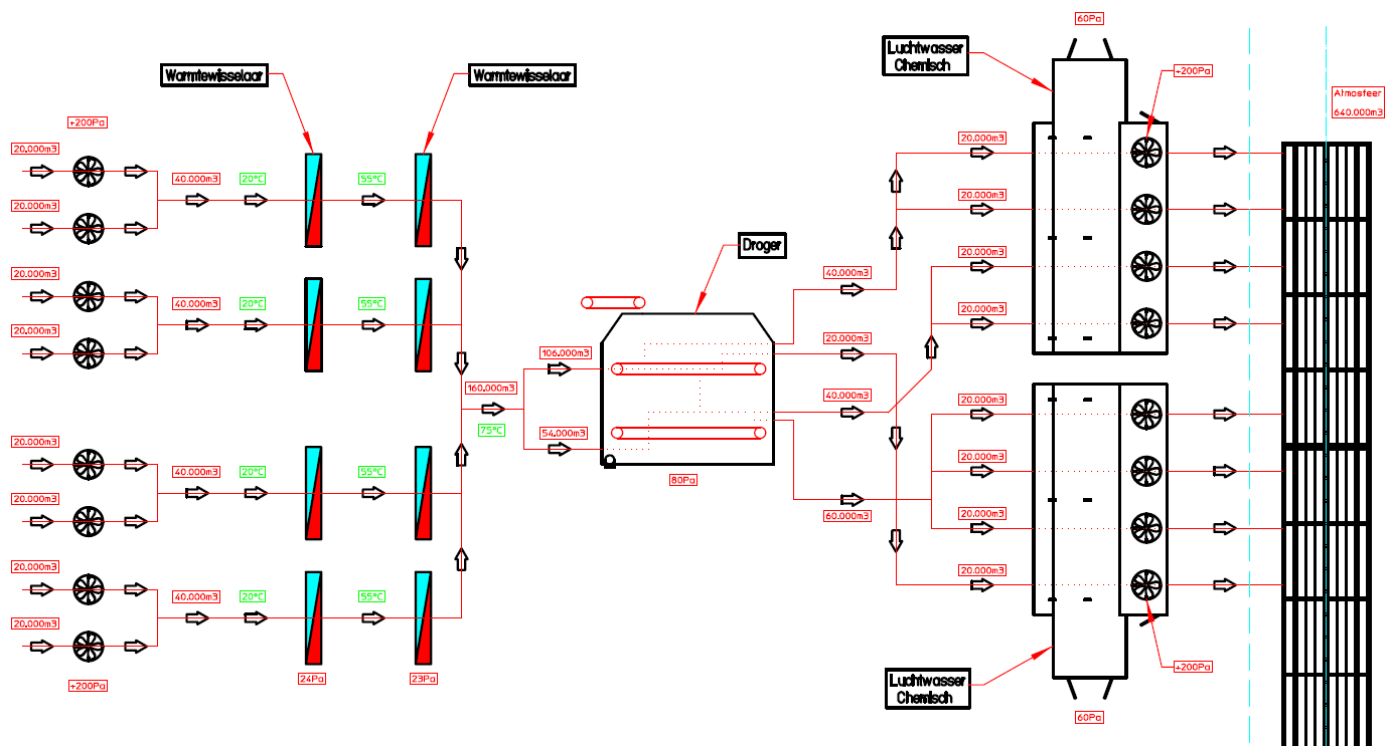 60Pa
Luchtwasser
Chemisch
Warmtewisselaar
Warmtewisselaar
+200Pa
Atmosfeer
640.000m3
+200Pa
20.000m3
20.000m3
40.000m3
20°C
55°C
20.000m3
20.000m3
20.000m3
Droger
20.000m3
20.000m3
40.000m3
40.000m3
20°C
55°C
20.000m3
20.000m3
20.000m3
106.000m3
160.000m3
40.000m3
75°C
20.000m3
54.000m3
20.000m3
20.000m3
80Pa
40.000m3
20°C
55°C
20.000m3
60.000m3
20.000m3
20.000m3
20.000m3
40.000m3
20°C
55°C
20.000m3
+200Pa
24Pa
23Pa
Luchtwasser
Chemisch
+200Pa
60Pa